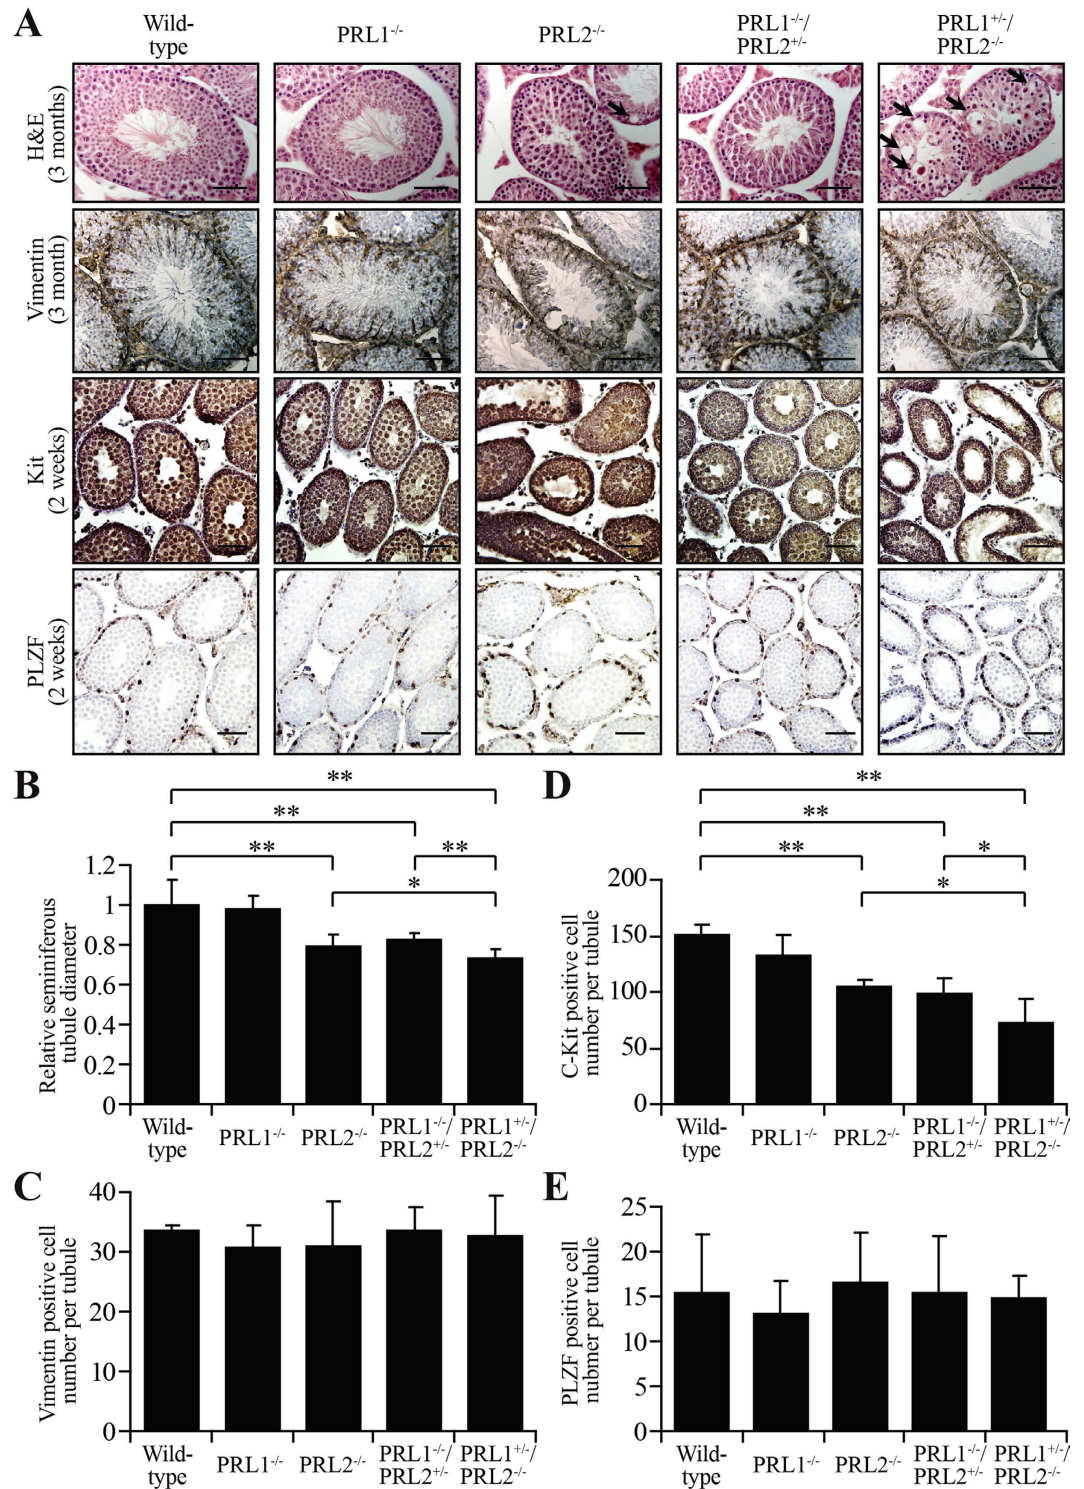 A
Wild-
type
PRL1⁻/⁻
PRL2⁻/⁻
PRL1⁻/⁻/
PRL2⁺/⁻
PRL1⁺/⁻/
PRL2⁻/⁻
H&E
(3 months)
Vimentin
(3 month)
Kit
(2 weeks)
PLZF
(2 weeks)
B
**
**
**
**
*
Relative seminiferous
tubule diameter
1.2
1
0.8
0.6
0.4
0.2
0
Wild-
type
PRL1⁻/⁻
PRL2⁻/⁻
PRL1⁻/⁻/
PRL2⁺/⁻
PRL1⁺/⁻/
PRL2⁻/⁻
D
**
**
**
*
*
C-Kit positive cell
number per tubule
200
150
100
50
0
Wild-
type
PRL1⁻/⁻
PRL2⁻/⁻
PRL1⁻/⁻/
PRL2⁺/⁻
PRL1⁺/⁻/
PRL2⁻/⁻
C
Vimentin positive cell
number per tubule
40
30
20
10
0
Wild-
type
PRL1⁻/⁻
PRL2⁻/⁻
PRL1⁻/⁻/
PRL2⁺/⁻
PRL1⁺/⁻/
PRL2⁻/⁻
E
PLZF positive cell
nubmer per tubule
25
20
15
10
5
0
Wild-
type
PRL1⁻/⁻
PRL2⁻/⁻
PRL1⁻/⁻/
PRL2⁺/⁻
PRL1⁺/⁻/
PRL2⁻/⁻